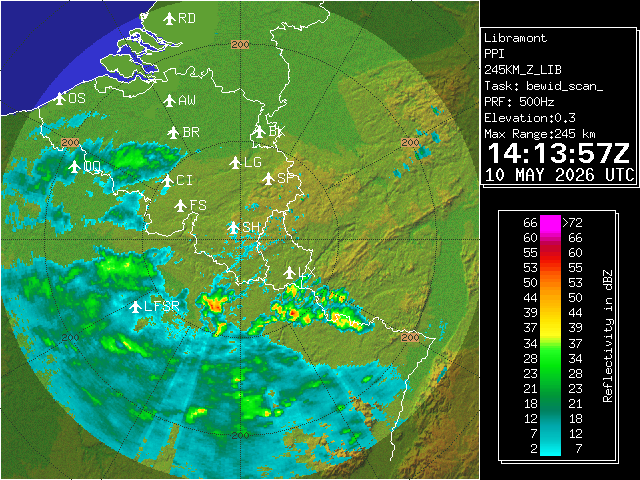 RD
200
OS
AW
BR
BK
200
200
OO
LG
CI
SP
FS
SH
LX
LFSR
200
200
200
Libramont
PPI
245KM_Z_LIB
Task: bewid_scan_
PRF: 500Hz
Elevation:0.3
Max Range:245 km
14:13:57Z
10 MAY 2026 UTC
66 >72
60 66
55 60
53 55
50 53
44 50
39 44
37 39
34 37
28 34
23 28
21 23
18 21
12 18
7 12
2 7
Reflectivity in dBZ